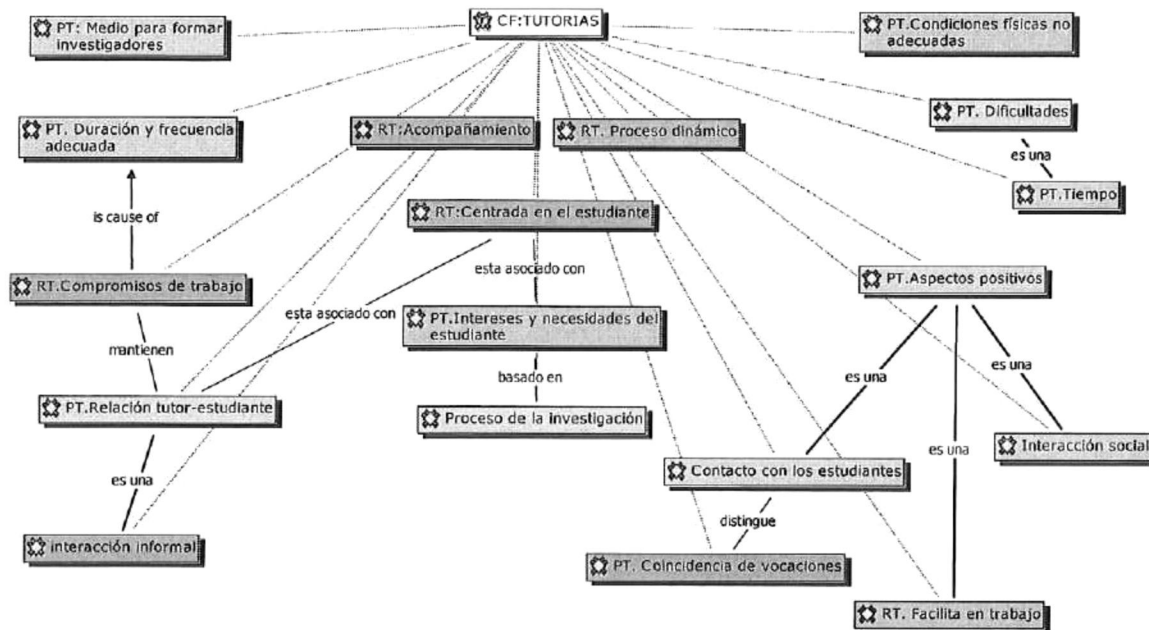 CF:TUTORIAS
PT: Medio para formar
investigadores
PT.Condiciones físicas no
adecuadas
PT. Dificultades
PT. Duración y frecuencia
adecuada
RT:Acompañamiento
RT. Proceso dinámico
es una
PT.Tiempo
is cause of
RT:Centrada en el estudiante
esta asociado con
RT.Compromisos de trabajo
PT.Aspectos positivos
esta asociado con
PT.Intereses y necesidades del
estudiante
mantienen
basado en
es una
es una
PT.Relación tutor-estudiante
Proceso de la investigación
es una
Interacción social
Contacto con los estudiantes
es una
distingue
interacción informal
PT. Coincidencia de vocaciones
RT. Facilita en trabajo